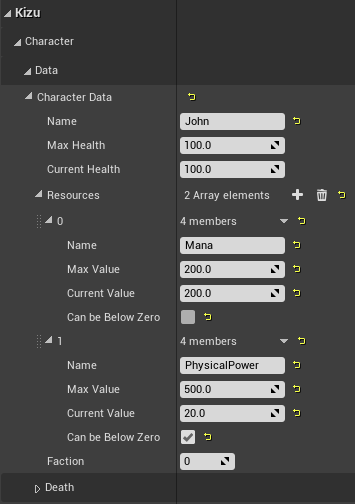 Kizu
Character
Data
Character Data
Name John
Max Health 100.0
Current Health 100.0
Resources 2 Array elements
0 4 members
Name Mana
Max Value 200.0
Current Value 200.0
Can be Below Zero
1 4 members
Name PhysicalPower
Max Value 500.0
Current Value 20.0
Can be Below Zero
Faction 0
Death